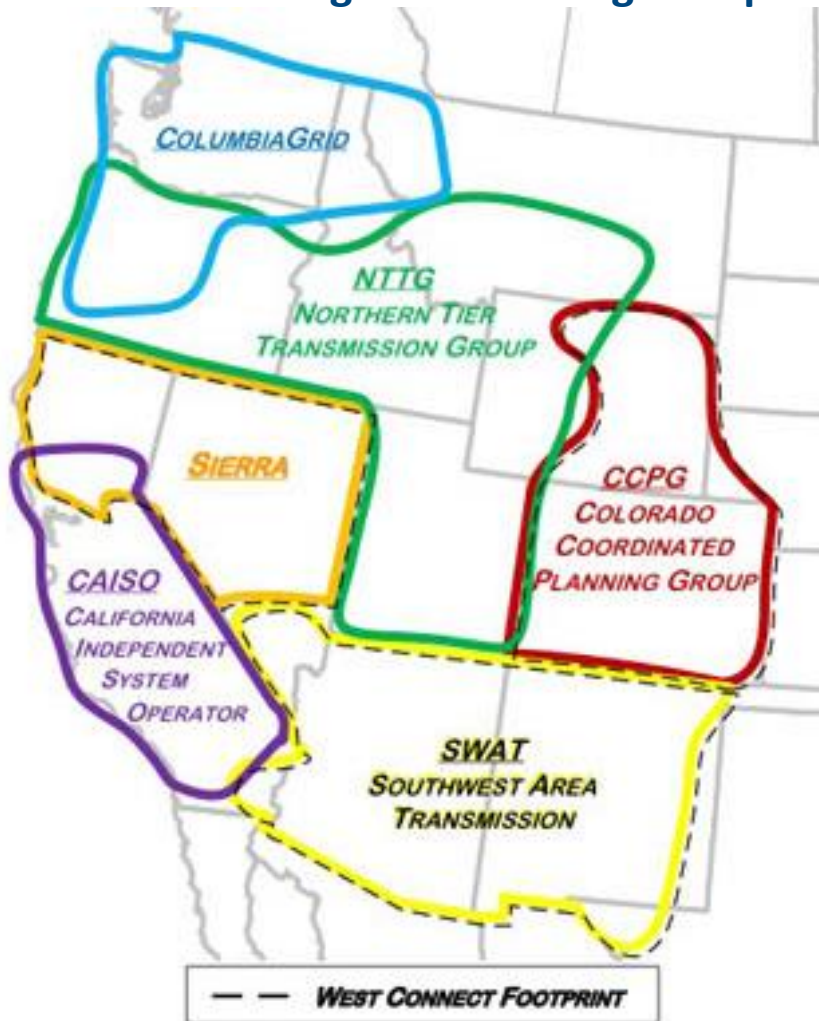 COLUMBIAGRID
NTTG
NORTHERN TIER
TRANSMISSION GROUP
SIERRA
CCPG
COLORADO
COORDINATED
PLANNING GROUP
CAISO
CALIFORNIA
INDEPENDENT
SYSTEM
OPERATOR
SWAT
SOUTHWEST AREA
TRANSMISSION
WEST CONNECT FOOTPRINT